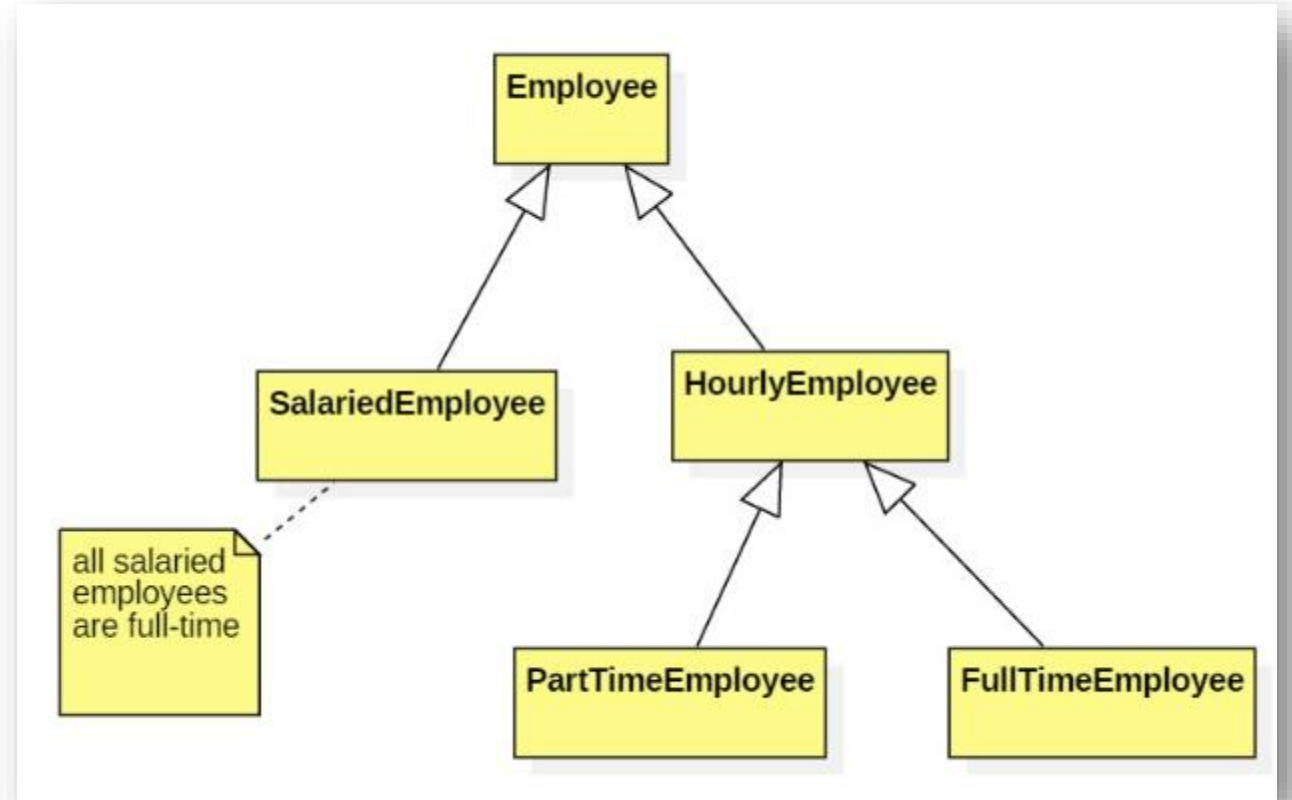 Employee
SalariedEmployee
HourlyEmployee
all salaried
employees
are full-time
PartTimeEmployee
FullTimeEmployee